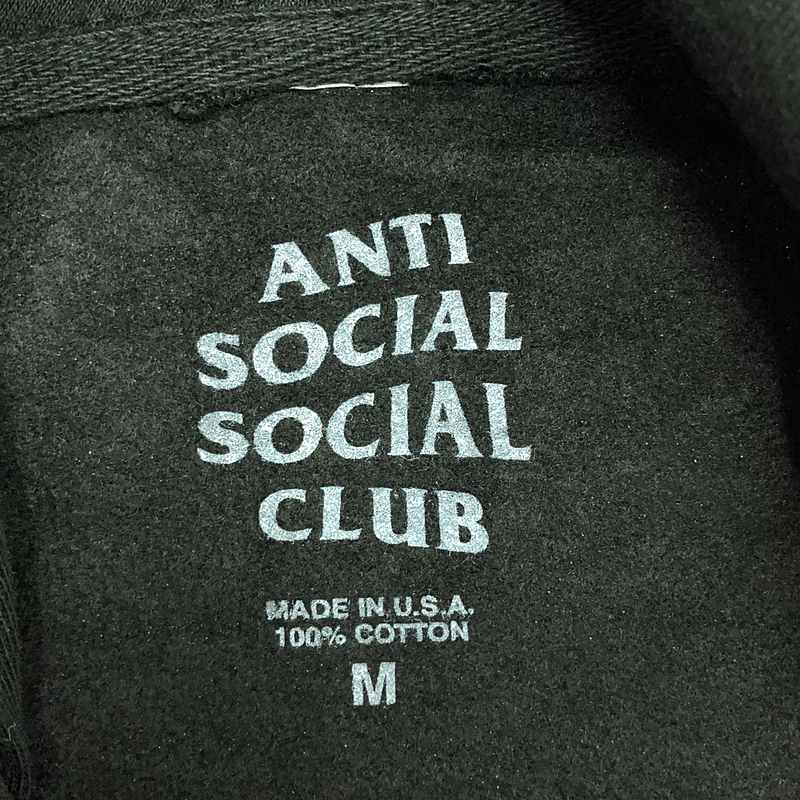 ANTI
SOCIAL
SOCIAL
CLUB
MADE IN U.S.A.
100% COTTON
M